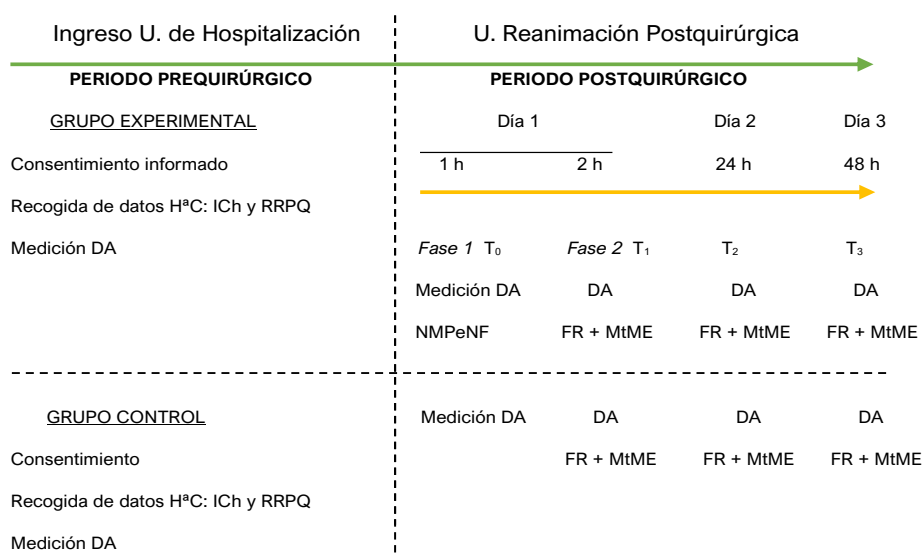 Ingreso U. de Hospitalización U. Reanimación Postquirúrgica
PERIODO PREQUIRÚRGICO PERIODO POSTQUIRÚRGICO
GRUPO EXPERIMENTAL Día 1 Día 2 Día 3
Consentimiento informado 1 h 2 h 24 h 48 h
Recogida de datos HªC: ICh y RRPQ
Medición DA Fase 1 T₀ Fase 2 T₁ T₂ T₃
Medición DA DA DA DA
NMPeNF FR + MtME FR + MtME FR + MtME
GRUPO CONTROL Medición DA DA DA DA
Consentimiento FR + MtME FR + MtME FR + MtME
Recogida de datos HªC: ICh y RRPQ
Medición DA